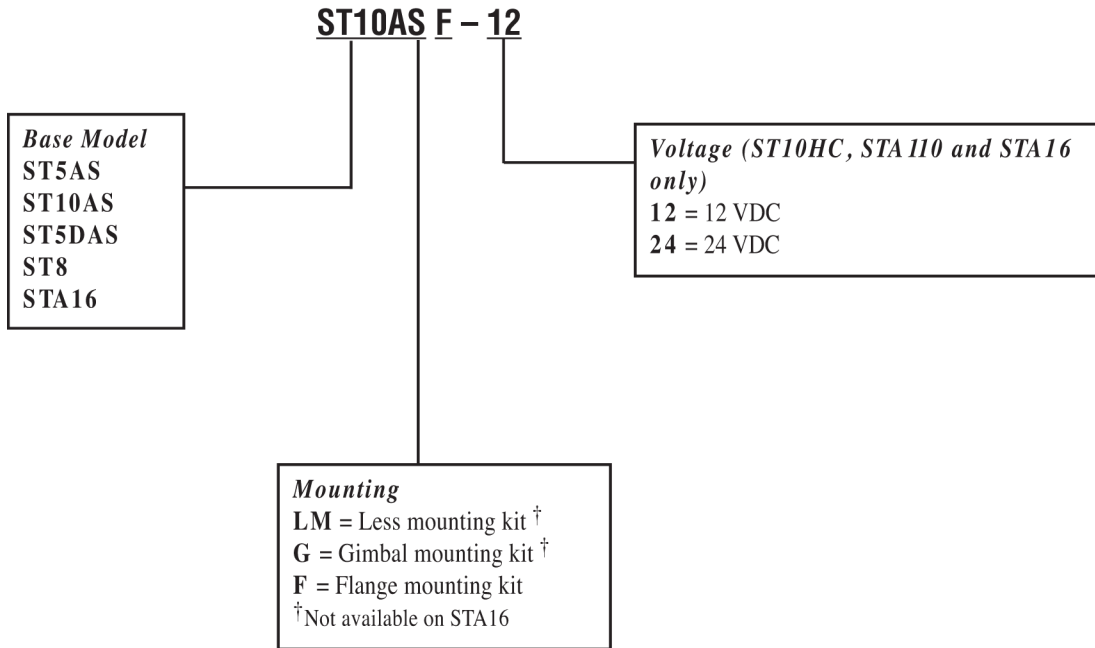 ST10AS F – 12
Base Model
ST5AS
ST10AS
ST5DAS
ST8
STA16
Voltage (ST10HC, STA110 and STA16
only)
12 = 12 VDC
24 = 24 VDC
Mounting
LM = Less mounting kit †
G = Gimbal mounting kit †
F = Flange mounting kit
†Not available on STA16